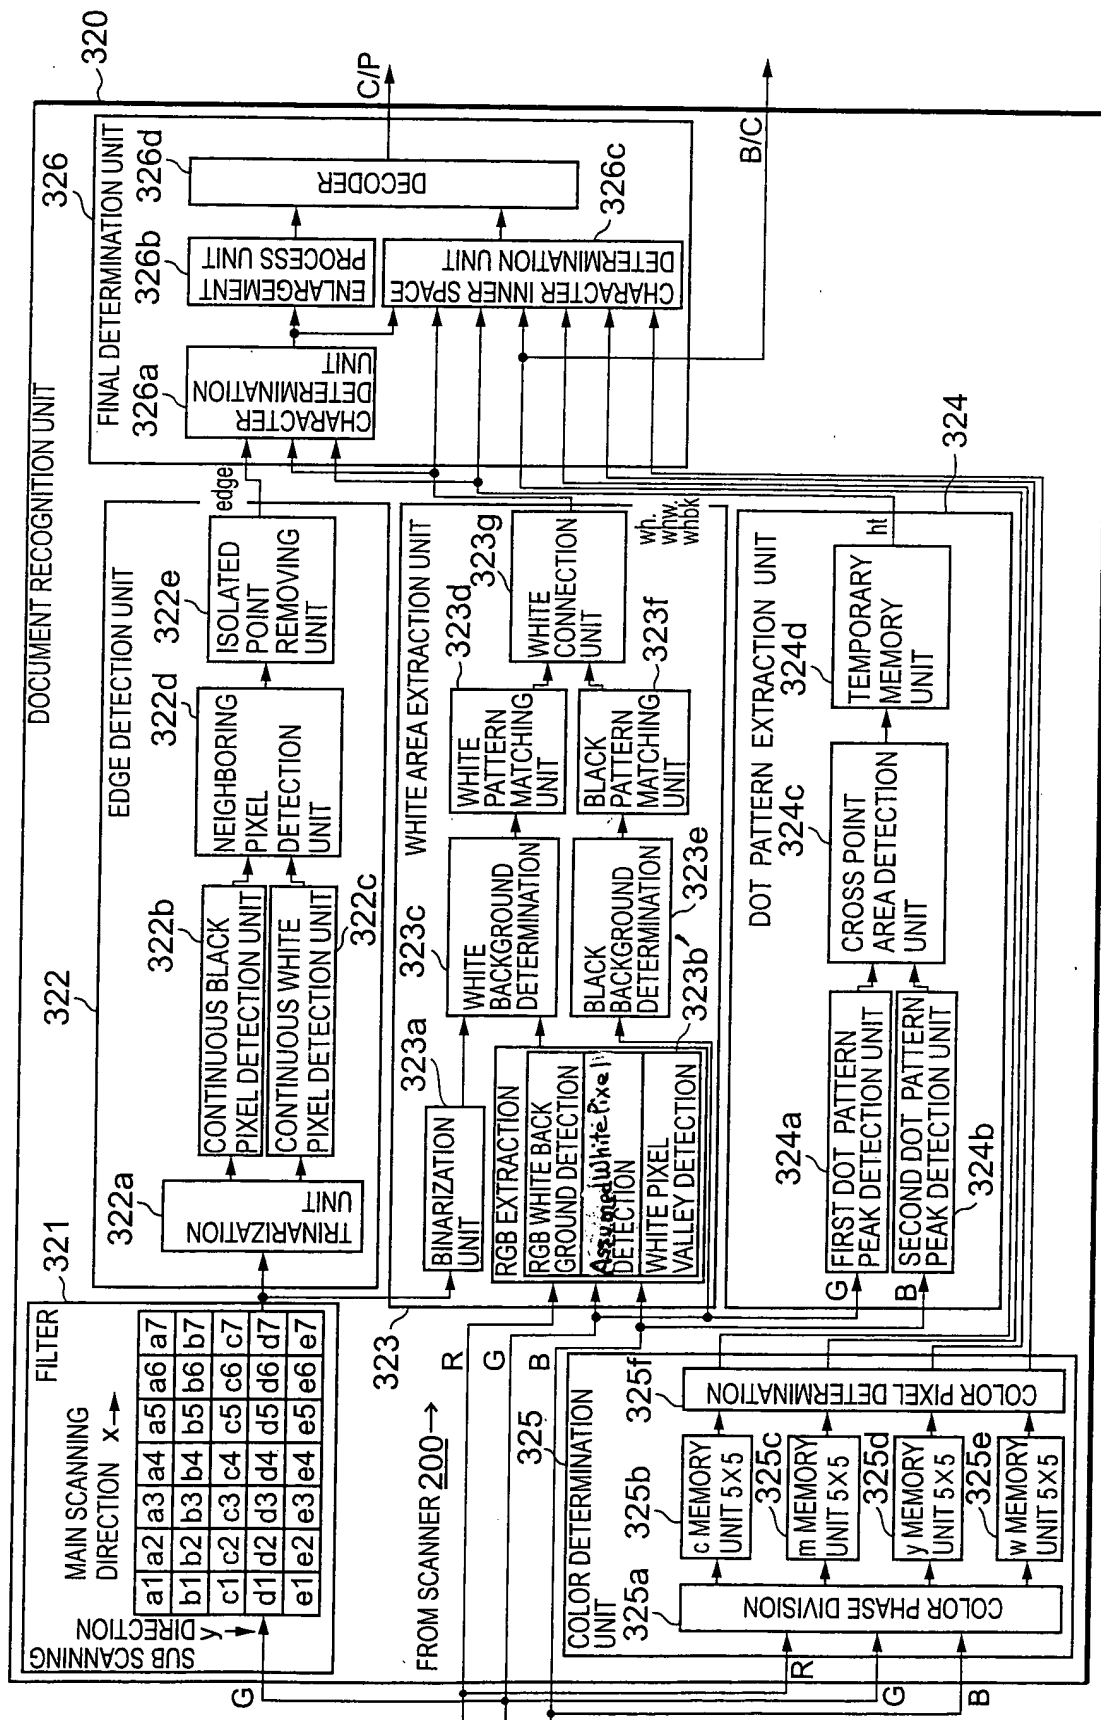 DOCUMENT RECOGNITION UNIT
320
FILTER
321
MAIN SCANNING
DIRECTION x→
SUB SCANNING
y DIRECTION
a1 a2 a3 a4 a5 a6 a7
b1 b2 b3 b4 b5 b6 b7
c1 c2 c3 c4 c5 c6 c7
d1 d2 d3 d4 d5 d6 d7
e1 e2 e3 e4 e5 e6 e7
G
EDGE DETECTION UNIT
322
322a
TRINARIZATION
UNIT
322b
CONTINUOUS BLACK
PIXEL DETECTION UNIT
CONTINUOUS WHITE
PIXEL DETECTION UNIT
322c
322d
NEIGHBORING
PIXEL
DETECTION
UNIT
322e
ISOLATED
POINT
REMOVING
UNIT
edge
FINAL DETERMINATION UNIT
326
326a
CHARACTER
DETERMINATION
UNIT
326b
ENLARGEMENT
PROCESS UNIT
CHARACTER INNER SPACE
DETERMINATION UNIT
326c
326d
DECODER
C/P
B/C
WHITE AREA EXTRACTION UNIT
323
323a
BINARIZATION
UNIT
RGB EXTRACTION
RGB WHITE BACK
GROUND DETECTION
Assumed White Pixel
DETECTION
WHITE PIXEL
VALLEY DETECTION
323b'
323c
WHITE
BACKGROUND
DETERMINATION
BLACK
BACKGROUND
DETERMINATION
323e
323d
WHITE
PATTERN
MATCHING
UNIT
BLACK
PATTERN
MATCHING
UNIT
323f
323g
WHITE
CONNECTION
UNIT
wh.
whw.
whbk
FROM SCANNER 200→
R
G
B
DOT PATTERN EXTRACTION UNIT
324
324a
G
FIRST DOT PATTERN
PEAK DETECTION UNIT
B
SECOND DOT PATTERN
PEAK DETECTION UNIT
324b
324c
CROSS POINT
AREA DETECTION
UNIT
324d
TEMPORARY
MEMORY
UNIT
ht
325
COLOR DETERMINATION
UNIT
325a
COLOR PHASE DIVISION
R
G
B
325b
c MEMORY
UNIT 5X5
325c
m MEMORY
UNIT 5X5
325d
y MEMORY
UNIT 5X5
325e
w MEMORY
UNIT 5X5
325f
COLOR PIXEL DETERMINATION